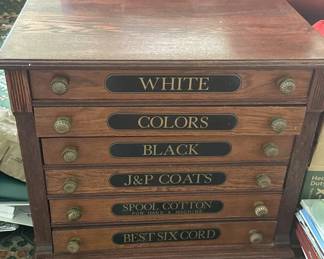 WHITE
COLORS
BLACK
J&P COATS
SPOOL COTTON
FOR HAND & MACHINE
BEST SIX CORD